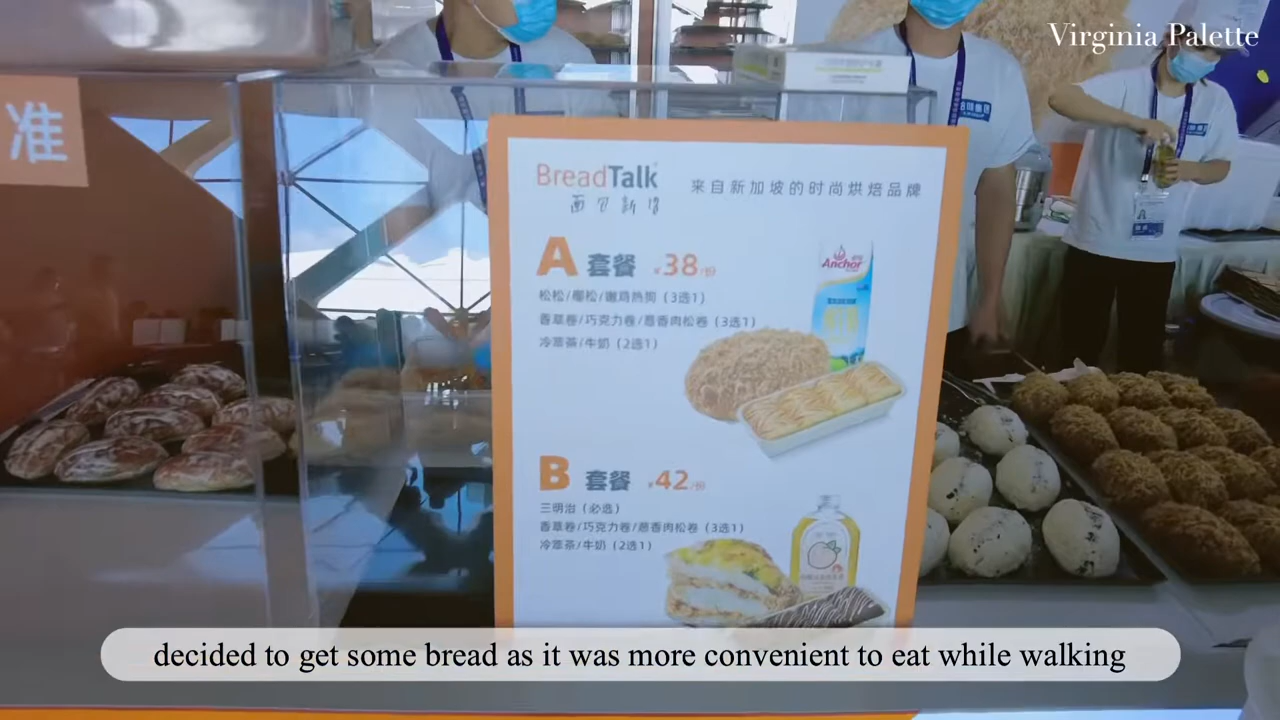 Virginia Palette
准
BreadTalk
面包新语
来自新加坡的时尚烘焙品牌
A 套餐 ¥38/份
松松/椰松/嫩鸡热狗（3选1）
香草卷/巧克力卷/葱香肉松卷（3选1）
冷萃茶/牛奶（2选1）
Anchor
B 套餐 ¥42/份
三明治（必选）
香草卷/巧克力卷/葱香肉松卷（3选1）
冷萃茶/牛奶（2选1）
decided to get some bread as it was more convenient to eat while walking